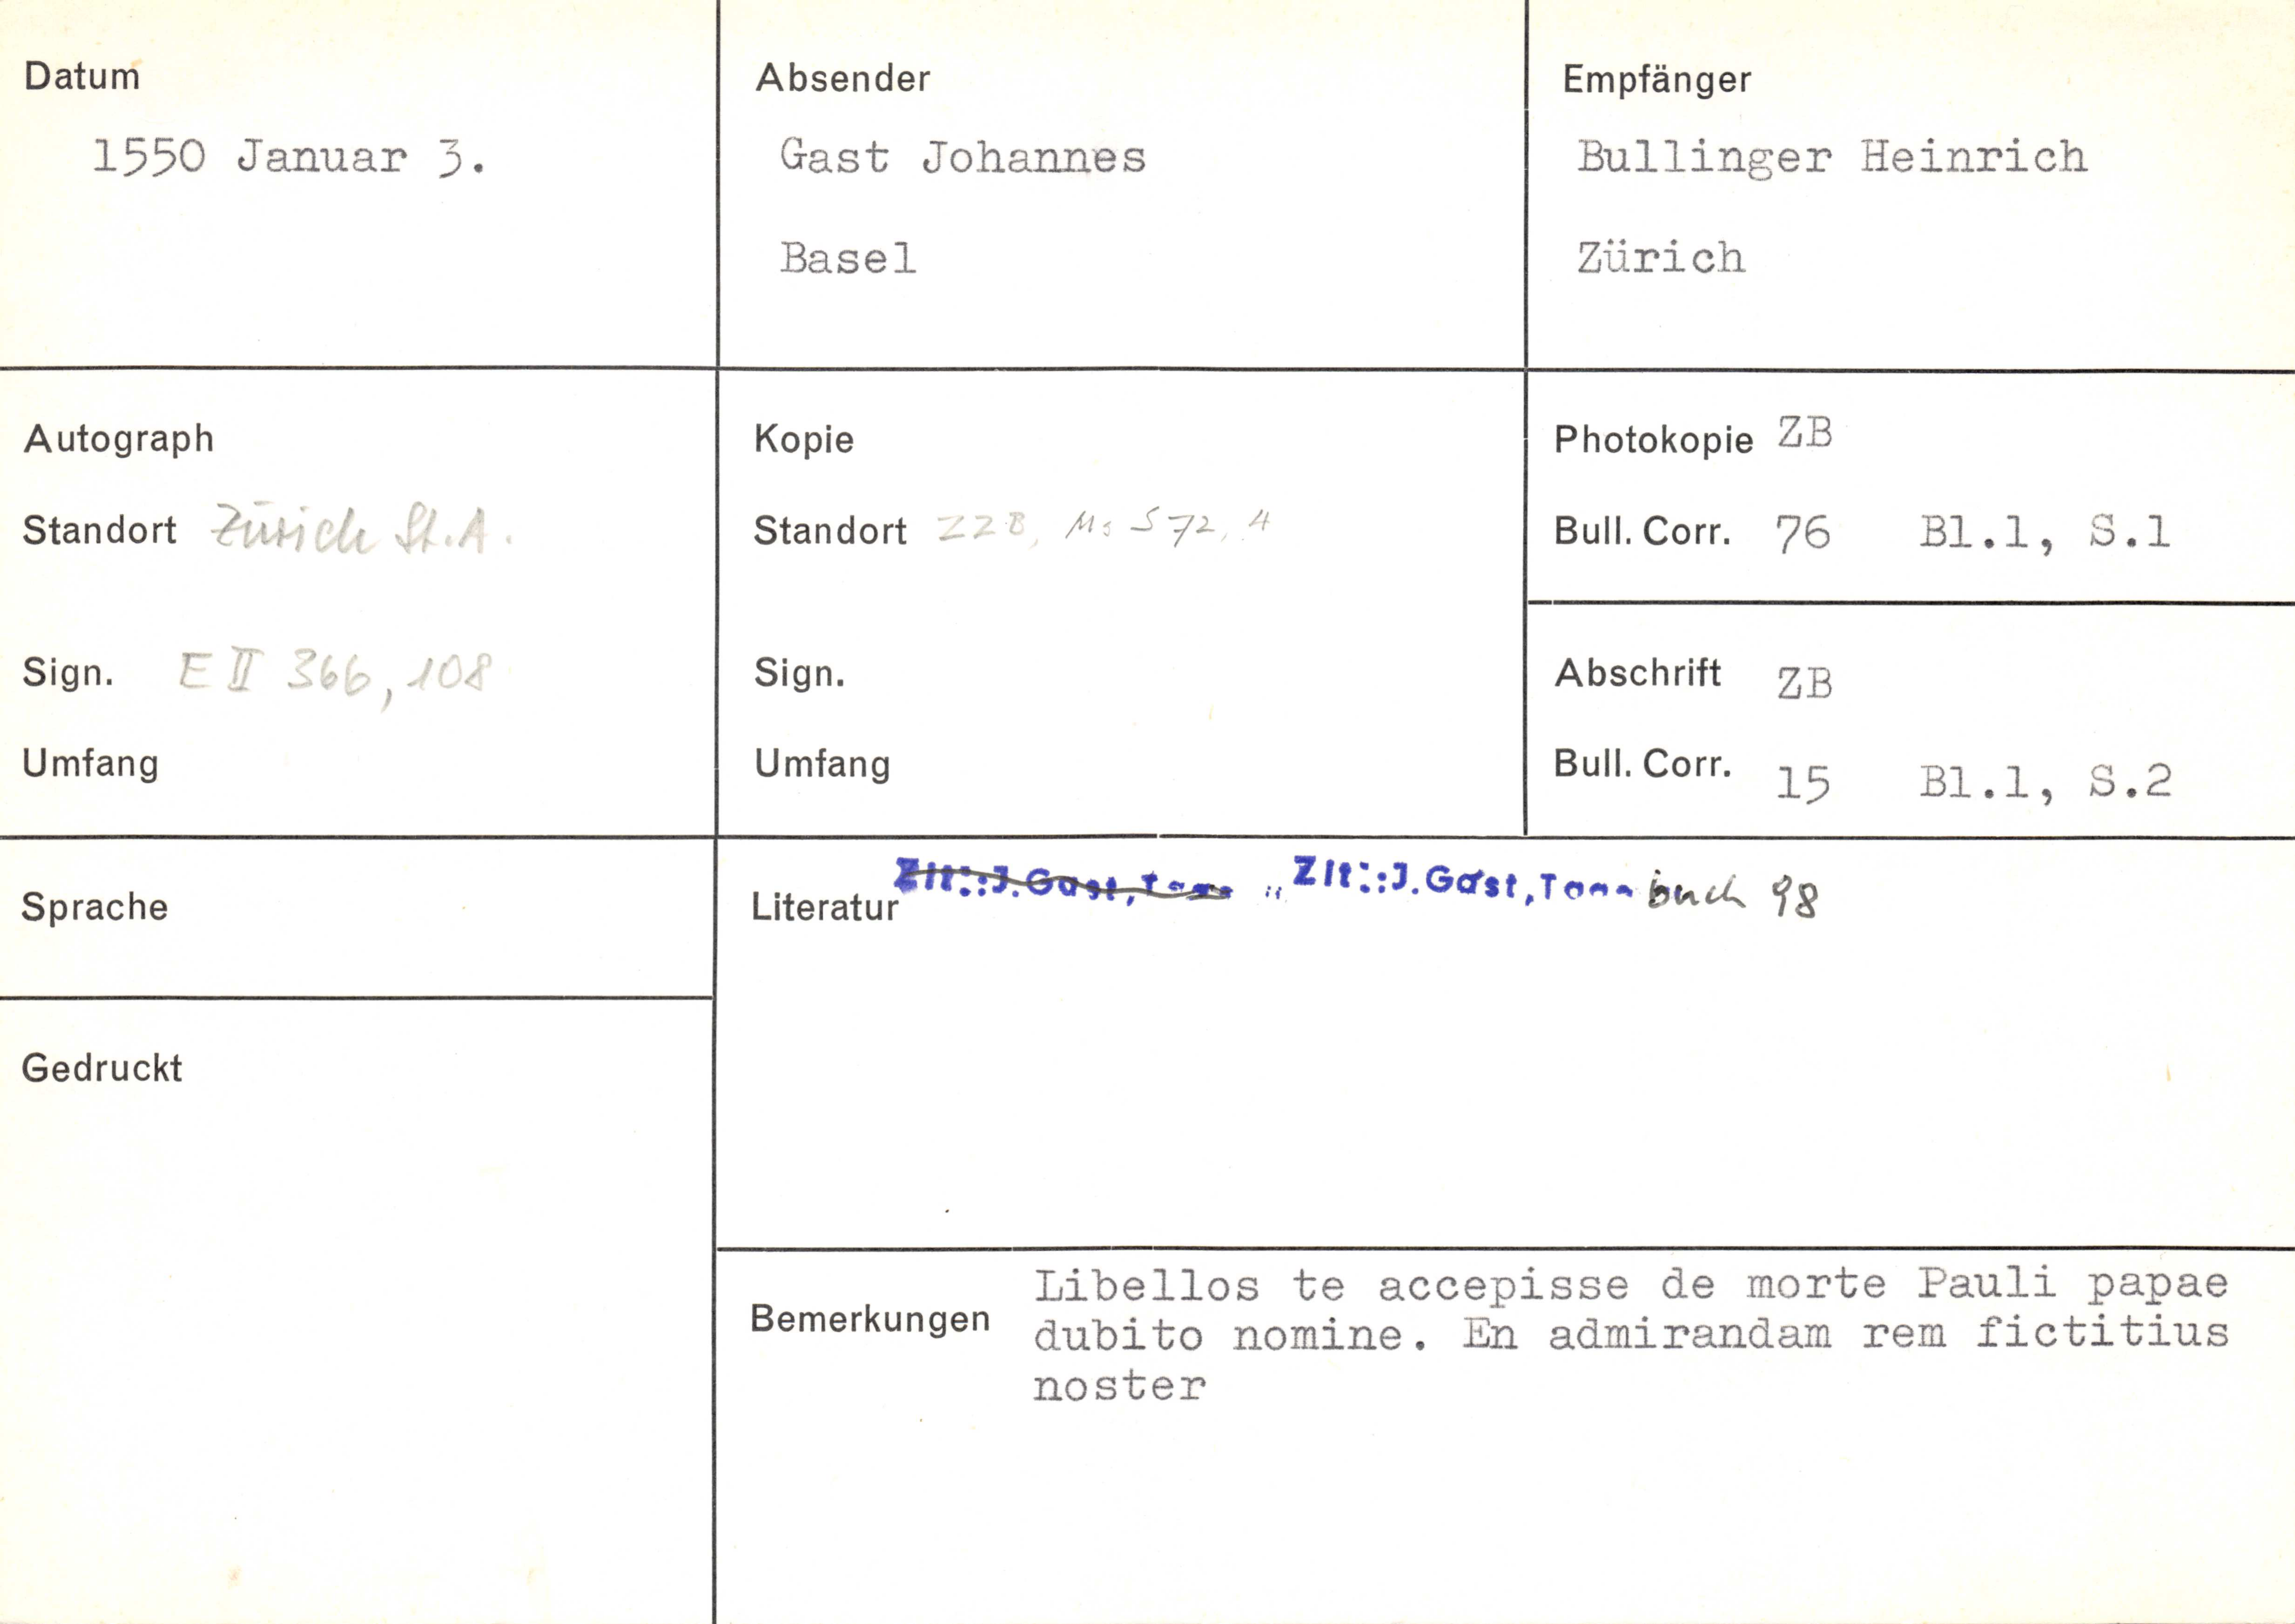 Datum
1550 Januar 3.
Absender
Gast Johannes
Basel
Empfänger
Bullinger Heinrich
Zürich
Autograph
Standort Zürich St.A.
Sign. E II 366, 108
Umfang
Kopie
Standort ZZB, Ms S 72, 4
Sign.
Umfang
Photokopie ZB
Bull. Corr. 76 Bl.1, S.1
Abschrift ZB
Bull. Corr. 15 Bl.1, S.2
Sprache
Gedruckt
Literatur Zit.: J. Gast, Zit.: J. Gast, buch 98
Bemerkungen
Libellos te accepisse de morte Pauli papae
dubito nomine. En admirandam rem fictitius
noster